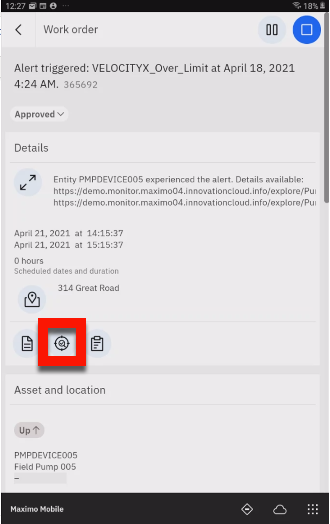 12:27 18%
Work order
Alert triggered: VELOCITYX_Over_Limit at April 18, 2021
4:24 AM. 365692
Approved
Details
Entity PMPDEVICE005 experienced the alert. Details available:
https://demo.monitor.maximo04.innovationcloud.info/explore/Pu
https://demo.monitor.maximo04.innovationcloud.info/explore/Pu
April 21, 2021 at 14:15:37
April 21, 2021 at 15:15:37
0 hours
Scheduled dates and duration
314 Great Road
Asset and location
Up
PMPDEVICE005
Field Pump 005
–
Maximo Mobile